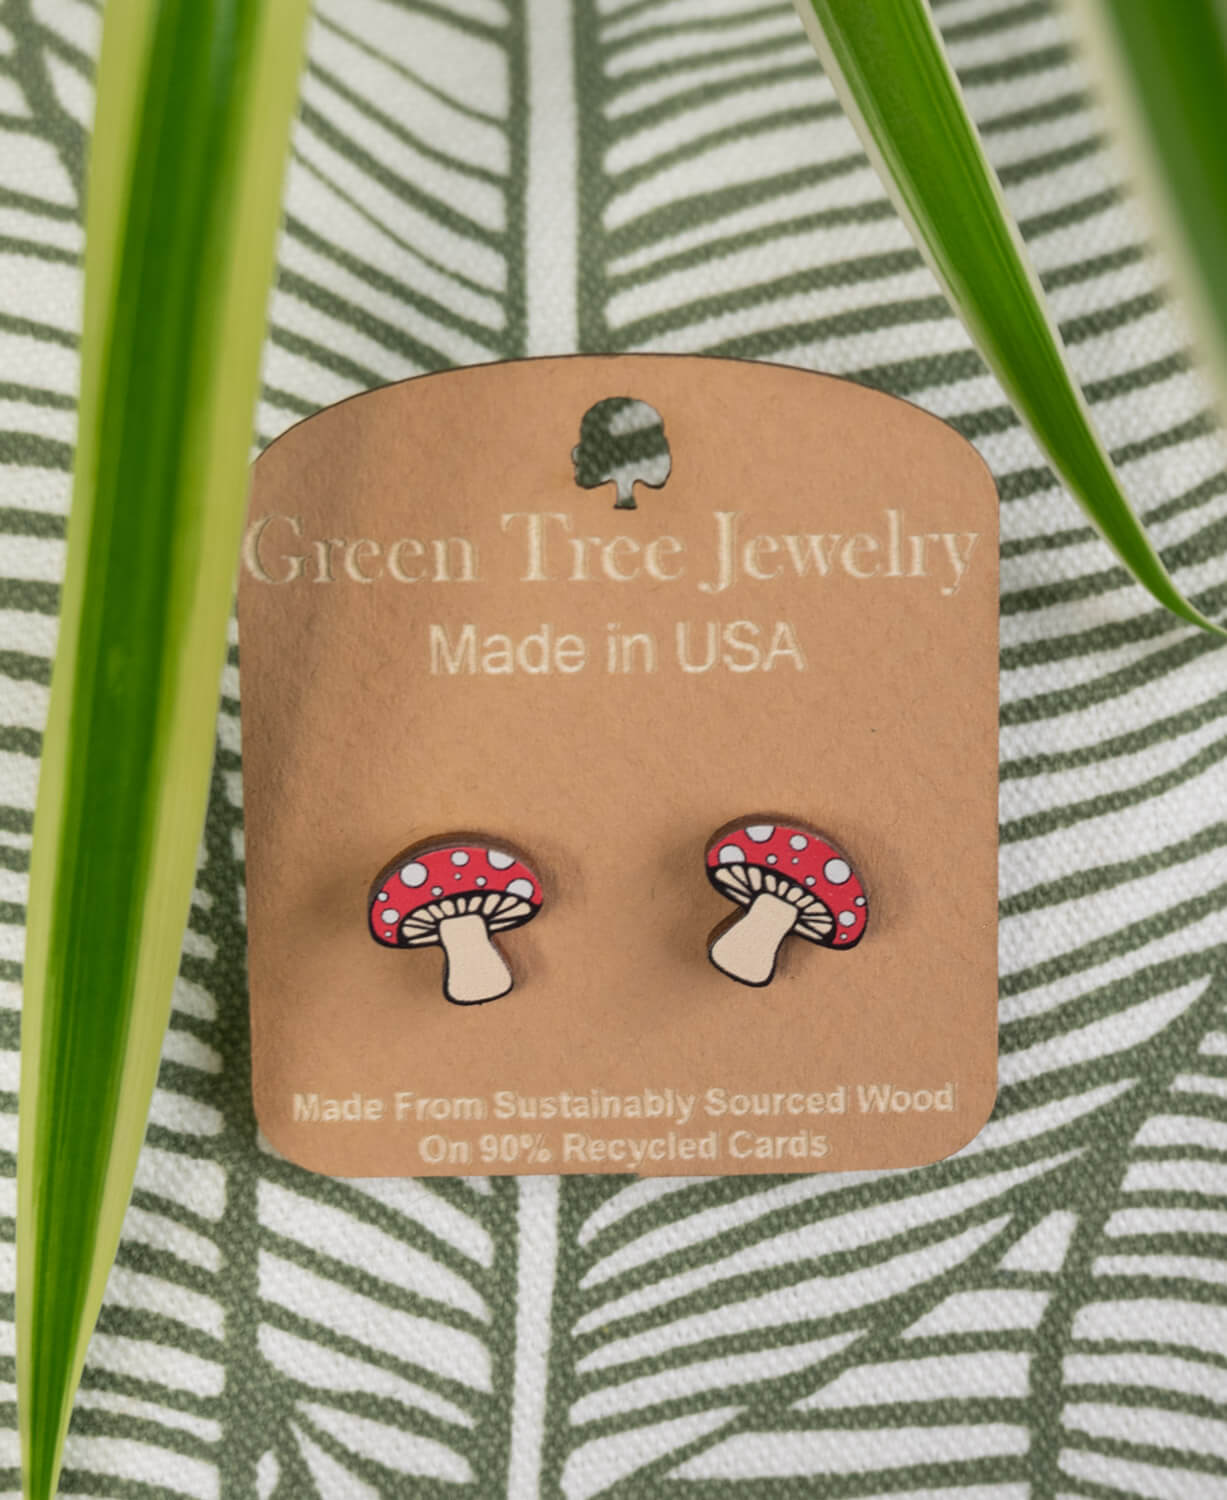 Green Tree Jewelry
Made in USA
Made From Sustainably Sourced Wood
On 90% Recycled Cards